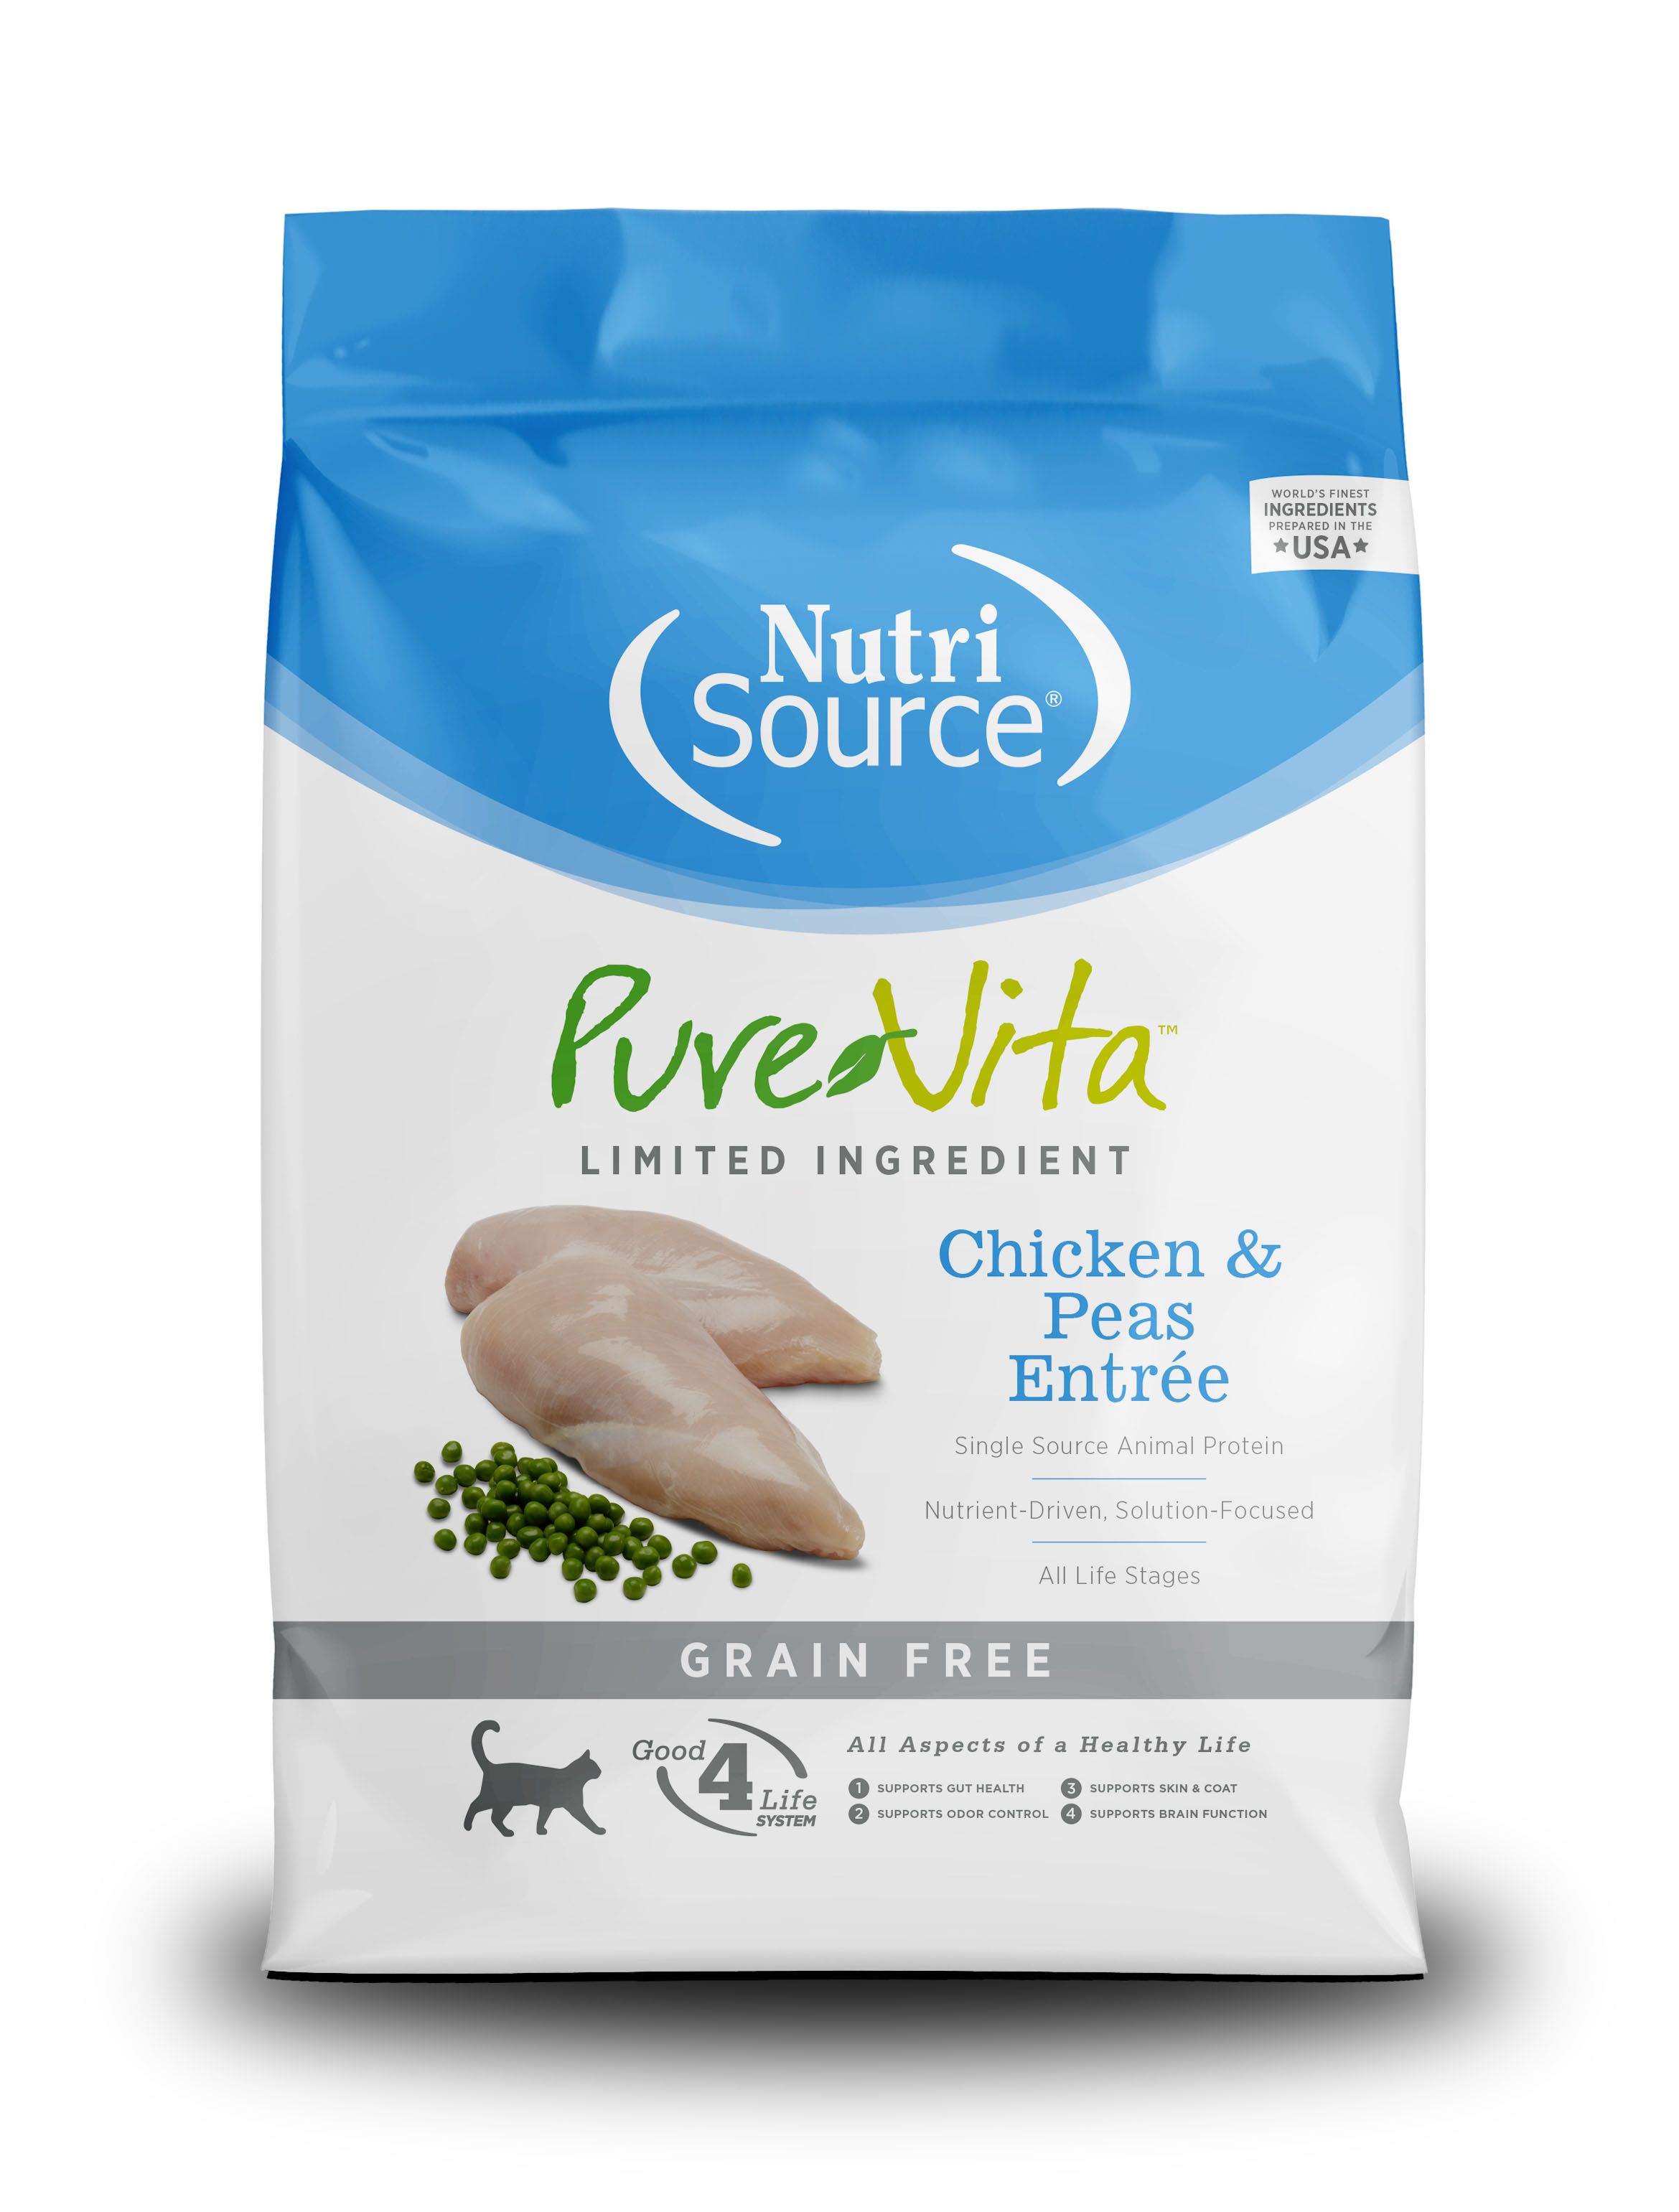 WORLD'S FINEST
INGREDIENTS
PREPARED IN THE
★USA★
Nutri
Source®
PureVita™
LIMITED INGREDIENT
Chicken &
Peas
Entrée
Single Source Animal Protein
Nutrient-Driven, Solution-Focused
All Life Stages
GRAIN FREE
Good
4
Life
SYSTEM
All Aspects of a Healthy Life
1 SUPPORTS GUT HEALTH
2 SUPPORTS ODOR CONTROL
3 SUPPORTS SKIN & COAT
4 SUPPORTS BRAIN FUNCTION